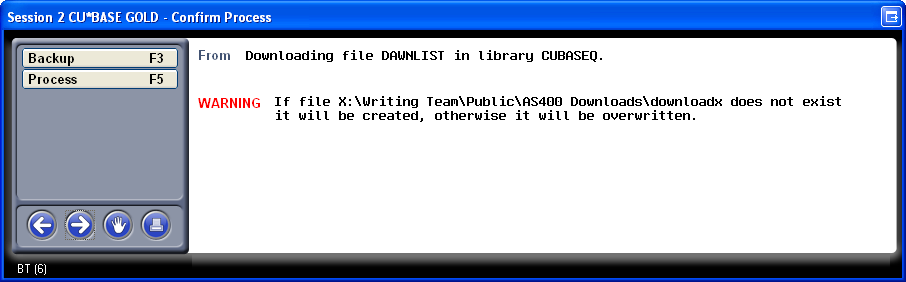 Session 2 CU*BASE GOLD - Confirm Process
Backup F3
Process F5
From Downloading file DAWNLIST in library CUBASEQ.
WARNING If file X:\Writing Team\Public\AS400 Downloads\downloadx does not exist
it will be created, otherwise it will be overwritten.
BT (6)